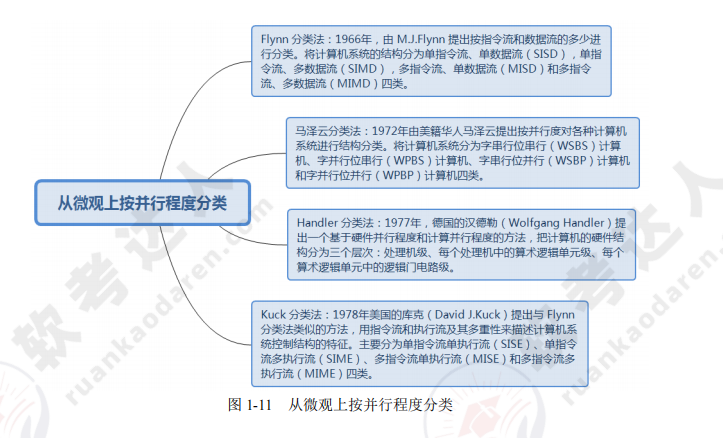 Flynn 分类法：1966年，由 M.J.Flynn 提出按指令流和数据流的多少进
行分类。将计算机系统的结构分为单指令流、单数据流（SISD），单指
令流、多数据流（SIMD），多指令流、单数据流（MISD）和多指令
流、多数据流（MIMD）四类。
马泽云分类法：1972年由美籍华人马泽云提出按并行度对各种计算机
系统进行结构分类。将计算机系统分为字串行位串行（WSBS）计算
机、字并行位串行（WPBS）计算机、字串行位并行（WSBP）计算机
和字并行位并行（WPBP）计算机四类。
从微观上按并行程度分类
Handler 分类法：1977年，德国的汉德勒（Wolfgang Handler）提
出一个基于硬件并行程度和计算并行程度的方法，把计算机的硬件结
构分为三个层次：处理机级、每个处理机中的算术逻辑单元级、每个
算术逻辑单元中的逻辑门电路级。
Kuck 分类法：1978年美国的库克（David J.Kuck）提出与 Flynn
分类法类似的方法，用指令流和执行流及其多重性来描述计算机系
统控制结构的特征。主要分为单指令流单执行流（SISE）、单指令
流多执行流（SIME）、多指令流单执行流（MISE）和多指令流多
执行流（MIME）四类。
图 1-11 从微观上按并行程度分类
软考达人
ruankaodaren.com
软考达人
ruankaodaren.com